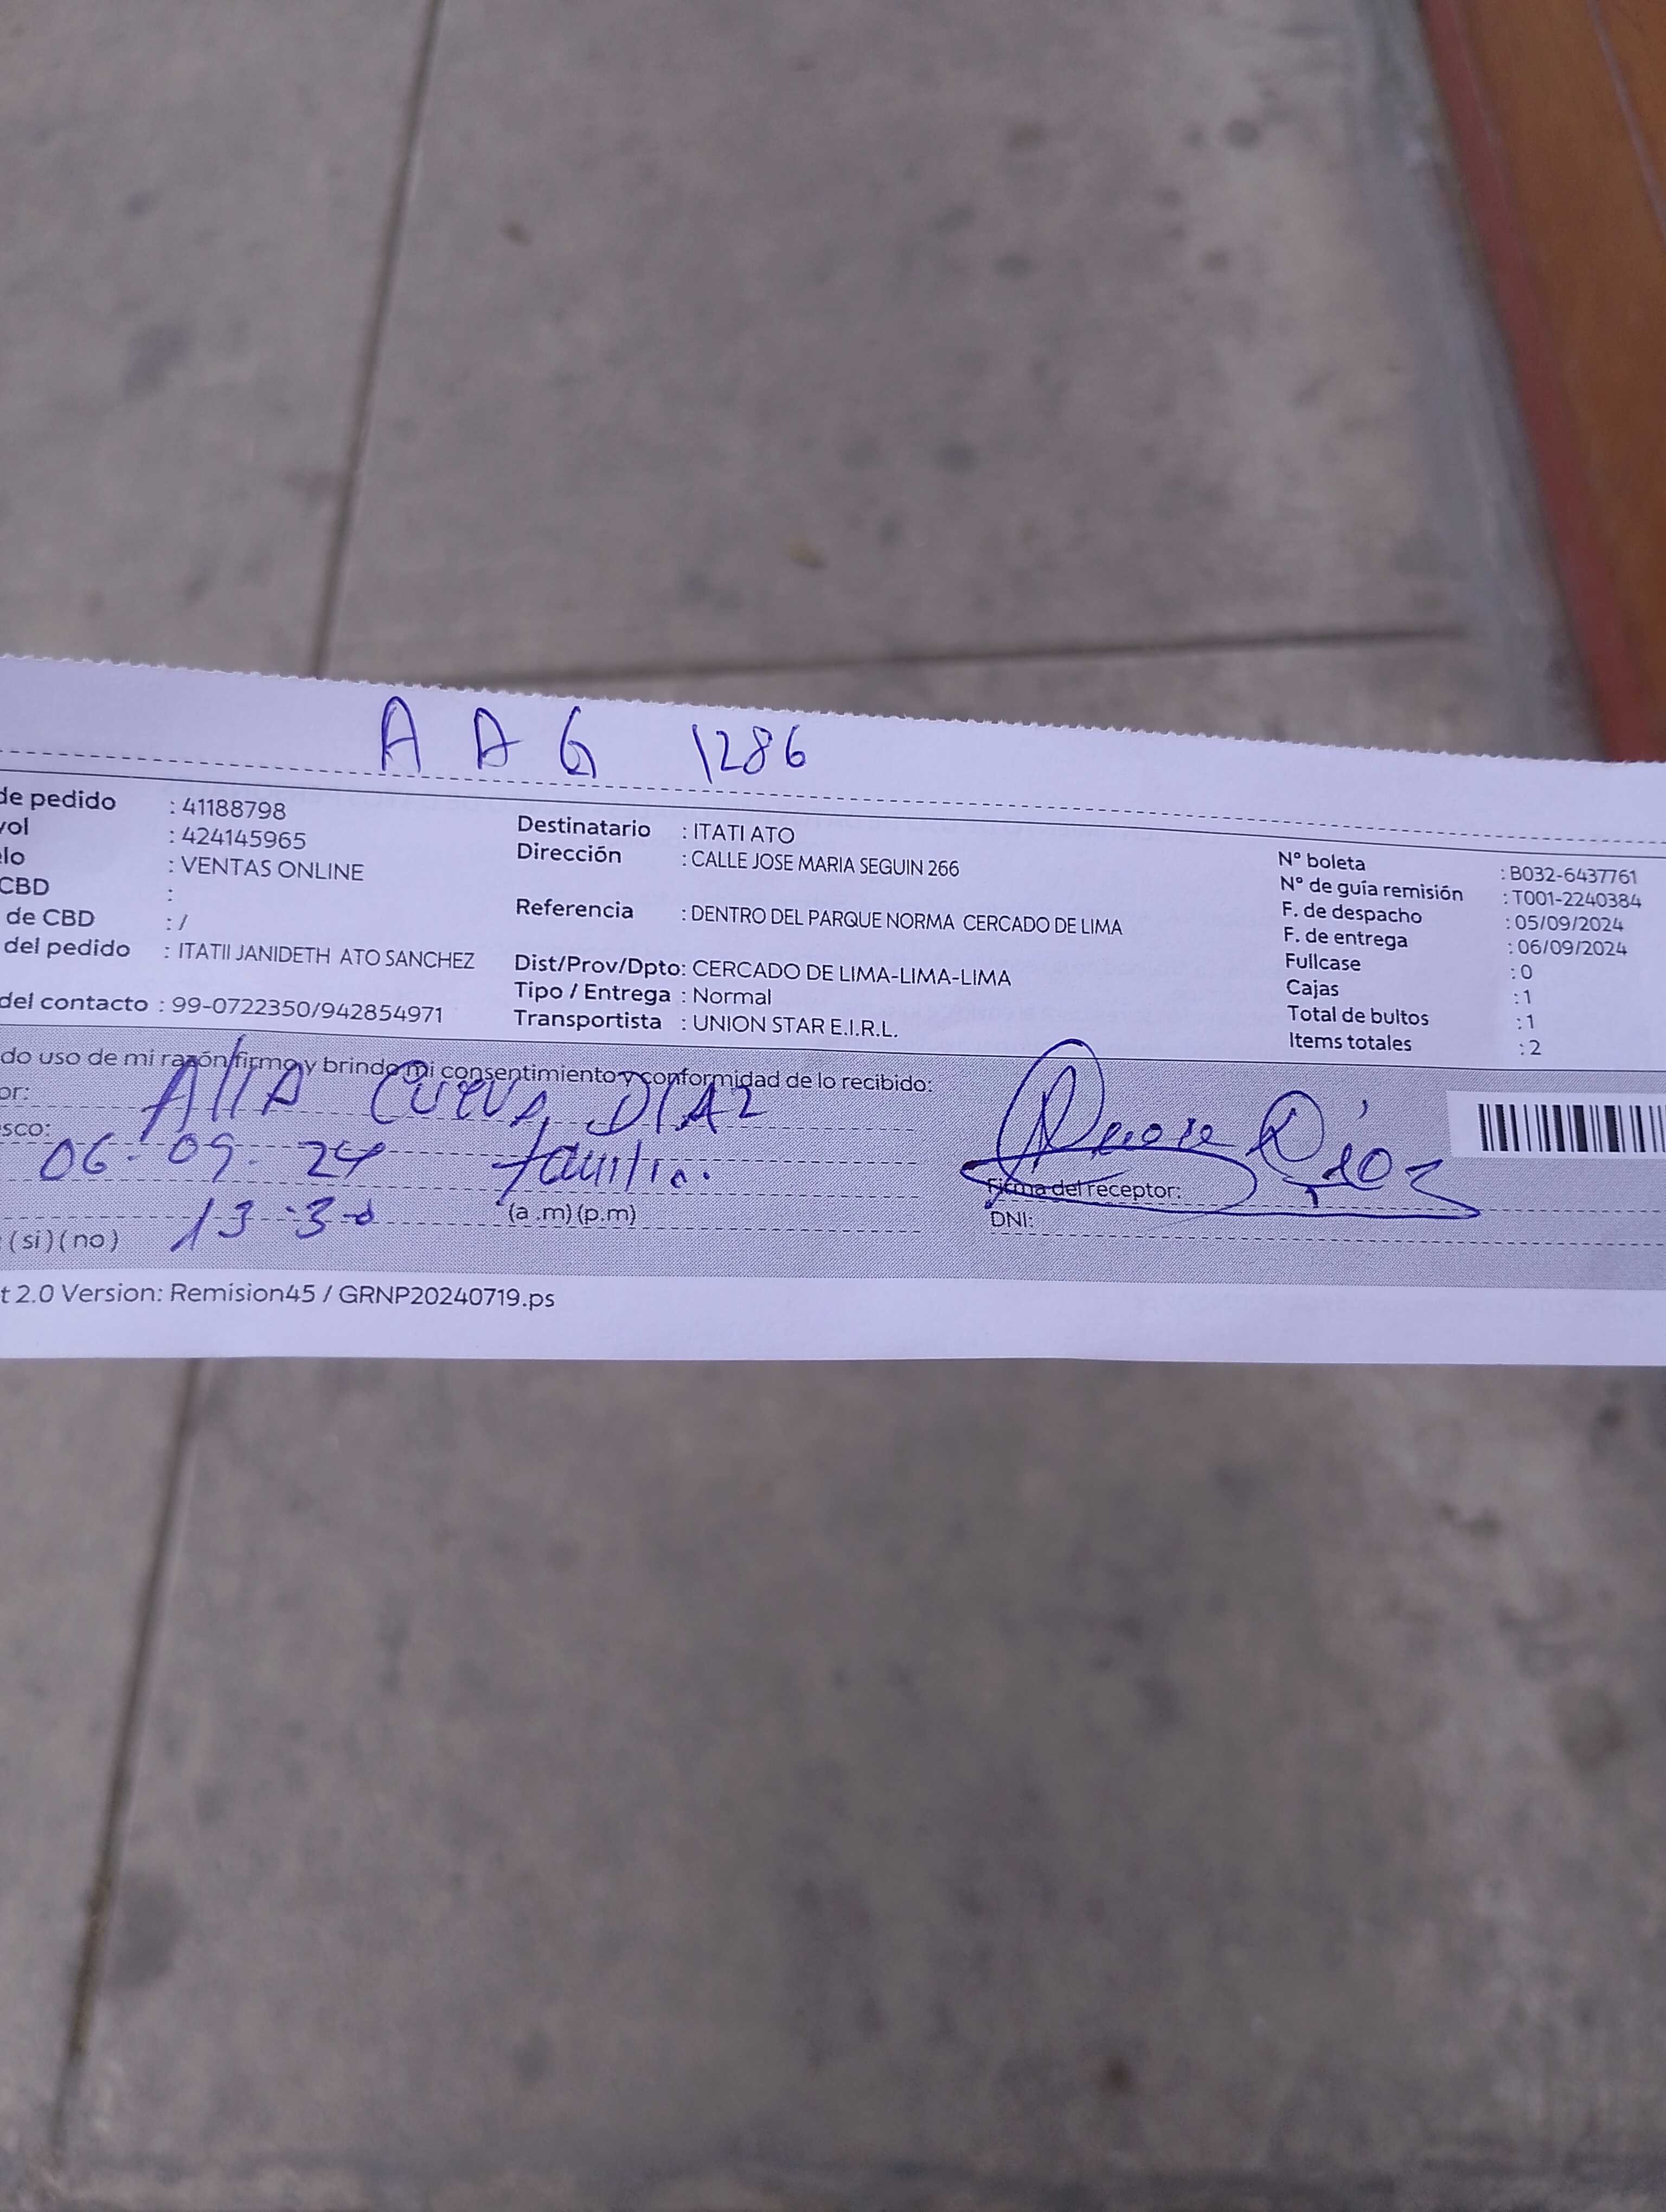 A A G 1286
de pedido : 41188798
vol : 424145965
elo : VENTAS ONLINE
CBD :
de CBD : /
del pedido : ITATII JANIDETH ATO SANCHEZ
del contacto : 99-0722350/942854971
Destinatario : ITATI ATO
Dirección : CALLE JOSE MARIA SEGUIN 266
Referencia : DENTRO DEL PARQUE NORMA CERCADO DE LIMA
Dist/Prov/Dpto: CERCADO DE LIMA-LIMA-LIMA
Tipo / Entrega : Normal
Transportista : UNION STAR E.I.R.L.
N° boleta : B032-6437761
N° de guía remisión : T001-2240384
F. de despacho : 05/09/2024
F. de entrega : 06/09/2024
Fullcase : 0
Cajas : 1
Total de bultos : 1
Items totales : 2
do uso de mi razón firmo y brindo mi consentimiento y conformidad de lo recibido:
or: Cueva DIAZ
sco: familia.
06-09-24
13:30 (a .m) (p.m)
(si) (no)
Firma del receptor:
DNI:
t 2.0 Version: Remision45 / GRNP20240719.ps